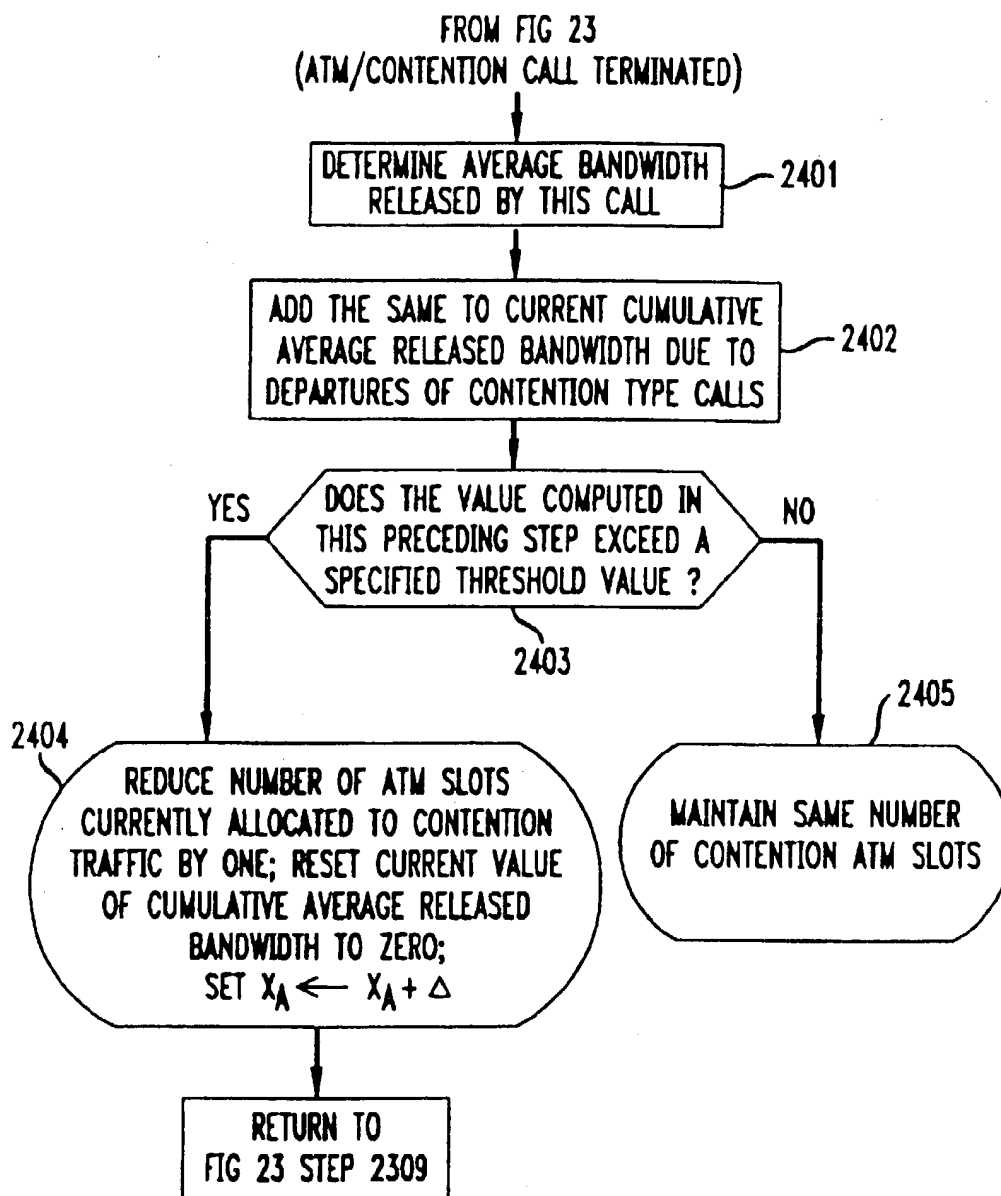 FROM FIG 23
(ATM/CONTENTION CALL TERMINATED)
DETERMINE AVERAGE BANDWIDTH
RELEASED BY THIS CALL
2401
ADD THE SAME TO CURRENT CUMULATIVE
AVERAGE RELEASED BANDWIDTH DUE TO
DEPARTURES OF CONTENTION TYPE CALLS
2402
YES
DOES THE VALUE COMPUTED IN
THIS PRECEDING STEP EXCEED A
SPECIFIED THRESHOLD VALUE ?
NO
2403
2404
REDUCE NUMBER OF ATM SLOTS
CURRENTLY ALLOCATED TO CONTENTION
TRAFFIC BY ONE; RESET CURRENT VALUE
OF CUMULATIVE AVERAGE RELEASED
BANDWIDTH TO ZERO;
SET X_A ← X_A + Δ
2405
MAINTAIN SAME NUMBER
OF CONTENTION ATM SLOTS
RETURN TO
FIG 23 STEP 2309